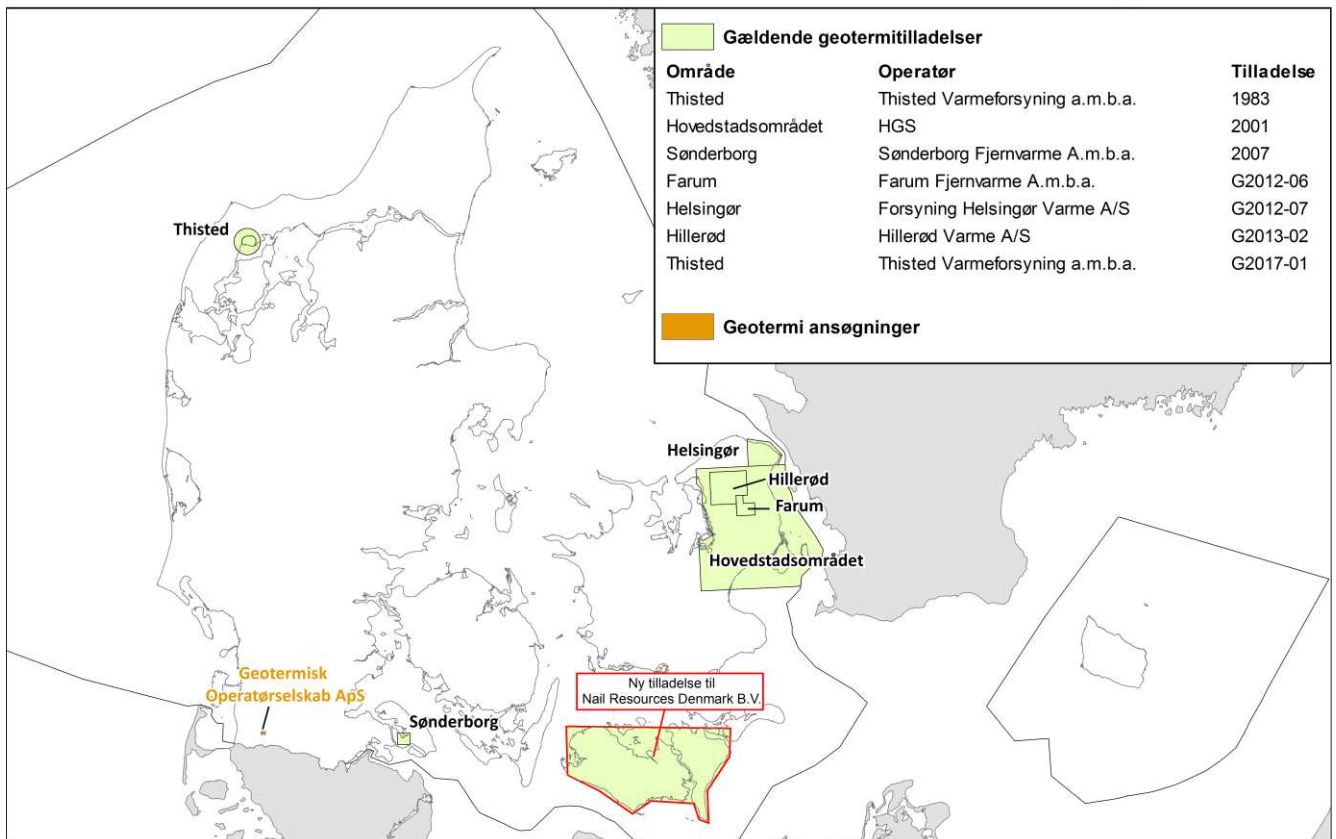 Gældende geotermitilladelser
Område Operatør Tilladelse
Thisted Thisted Varmeforsyning a.m.b.a. 1983
Hovedstadsområdet HGS 2001
Sønderborg Sønderborg Fjernvarme A.m.b.a. 2007
Farum Farum Fjernvarme A.m.b.a. G2012-06
Helsingør Forsyning Helsingør Varme A/S G2012-07
Hillerød Hillerød Varme A/S G2013-02
Thisted Thisted Varmeforsyning a.m.b.a. G2017-01
Geotermi ansøgninger
Thisted
Helsingør
Hillerød
Farum
Hovedstadsområdet
Geotermisk
Operatørselskab ApS
Sønderborg
Ny tilladelse til
Nail Resources Denmark B.V.